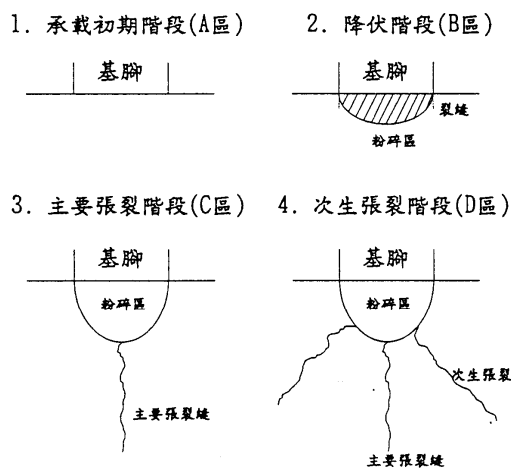 1. 承載初期階段(A區)
基腳
2. 降伏階段(B區)
基腳
裂縫
粉碎區
3. 主要張裂階段(C區)
基腳
粉碎區
主要張裂縫
4. 次生張裂階段(D區)
基腳
粉碎區
次生張裂
主要張裂縫